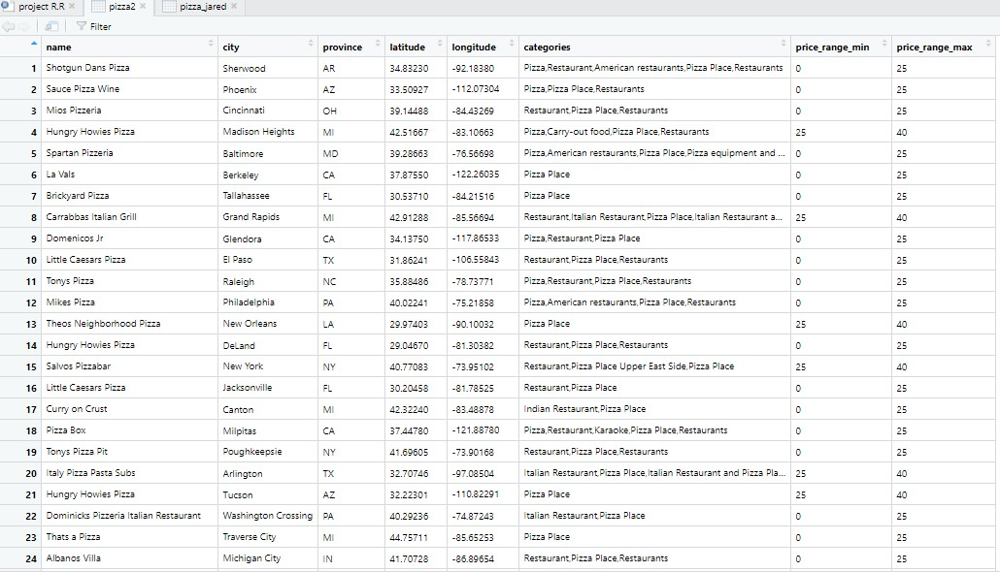 project R.R pizza2 pizza_jared
Filter
name city province latitude longitude categories price_range_min price_range_max
1 Shotgun Dans Pizza Sherwood AR 34.83230 -92.18380 Pizza,Restaurant,American restaurants,Pizza Place,Restaurants 0 25
2 Sauce Pizza Wine Phoenix AZ 33.50927 -112.07304 Pizza,Pizza Place,Restaurants 0 25
3 Mios Pizzeria Cincinnati OH 39.14488 -84.43269 Restaurant,Pizza Place,Restaurants 0 25
4 Hungry Howies Pizza Madison Heights MI 42.51667 -83.10663 Pizza,Carry-out food,Pizza Place,Restaurants 25 40
5 Spartan Pizzeria Baltimore MD 39.28663 -76.56698 Pizza,American restaurants,Pizza Place,Pizza equipment and ... 0 25
6 La Vals Berkeley CA 37.87550 -122.26035 Pizza Place 0 25
7 Brickyard Pizza Tallahassee FL 30.53710 -84.21516 Pizza Place 0 25
8 Carrabbas Italian Grill Grand Rapids MI 42.91288 -85.56694 Restaurant,Italian Restaurant,Pizza Place,Italian Restaurant a... 25 40
9 Domenicos Jr Glendora CA 34.13750 -117.86533 Pizza,Restaurant,Pizza Place 0 25
10 Little Caesars Pizza El Paso TX 31.86241 -106.55843 Restaurant,Pizza Place,Restaurants 0 25
11 Tonys Pizza Raleigh NC 35.88486 -78.73771 Pizza,Restaurant,Pizza Place,Restaurants 0 25
12 Mikes Pizza Philadelphia PA 40.02241 -75.21858 Pizza,American restaurants,Pizza Place,Restaurants 0 25
13 Theos Neighborhood Pizza New Orleans LA 29.97403 -90.10032 Pizza Place 25 40
14 Hungry Howies Pizza DeLand FL 29.04670 -81.30382 Restaurant,Pizza Place,Restaurants 0 25
15 Salvos Pizzabar New York NY 40.77083 -73.95102 Restaurant,Pizza Place Upper East Side,Pizza Place 25 40
16 Little Caesars Pizza Jacksonville FL 30.20458 -81.78525 Restaurant,Pizza Place 0 25
17 Curry on Crust Canton MI 42.32240 -83.48878 Indian Restaurant,Pizza Place 0 25
18 Pizza Box Milpitas CA 37.44780 -121.88780 Pizza,Restaurant,Karaoke,Pizza Place,Restaurants 0 25
19 Tonys Pizza Pit Poughkeepsie NY 41.69605 -73.90168 Restaurant,Pizza Place,Restaurants 0 25
20 Italy Pizza Pasta Subs Arlington TX 32.70746 -97.08504 Italian Restaurant,Pizza Place,Italian Restaurant and Pizza Pla... 25 40
21 Hungry Howies Pizza Tucson AZ 32.22301 -110.82291 Pizza Place 25 40
22 Dominicks Pizzeria Italian Restaurant Washington Crossing PA 40.29236 -74.87243 Italian Restaurant,Pizza Place 0 25
23 Thats a Pizza Traverse City MI 44.75711 -85.65253 Pizza Place 0 25
24 Albanos Villa Michigan City IN 41.70728 -86.89654 Restaurant,Pizza Place,Restaurants 0 25